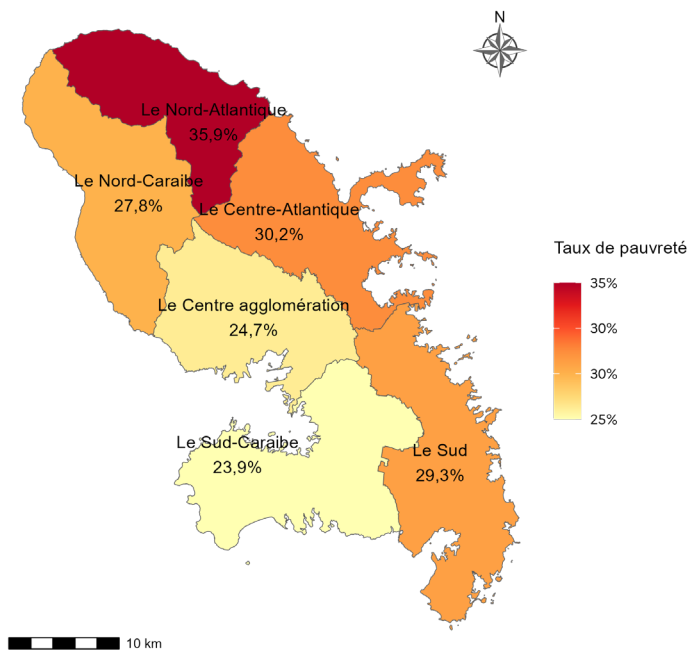 N
Le Nord-Atlantique
35,9%
Le Nord-Caraibe
27,8%
Le Centre-Atlantique
30,2%
Taux de pauvreté
35%
30%
30%
25%
Le Centre agglomération
24,7%
Le Sud-Caraibe
23,9%
Le Sud
29,3%
10 km